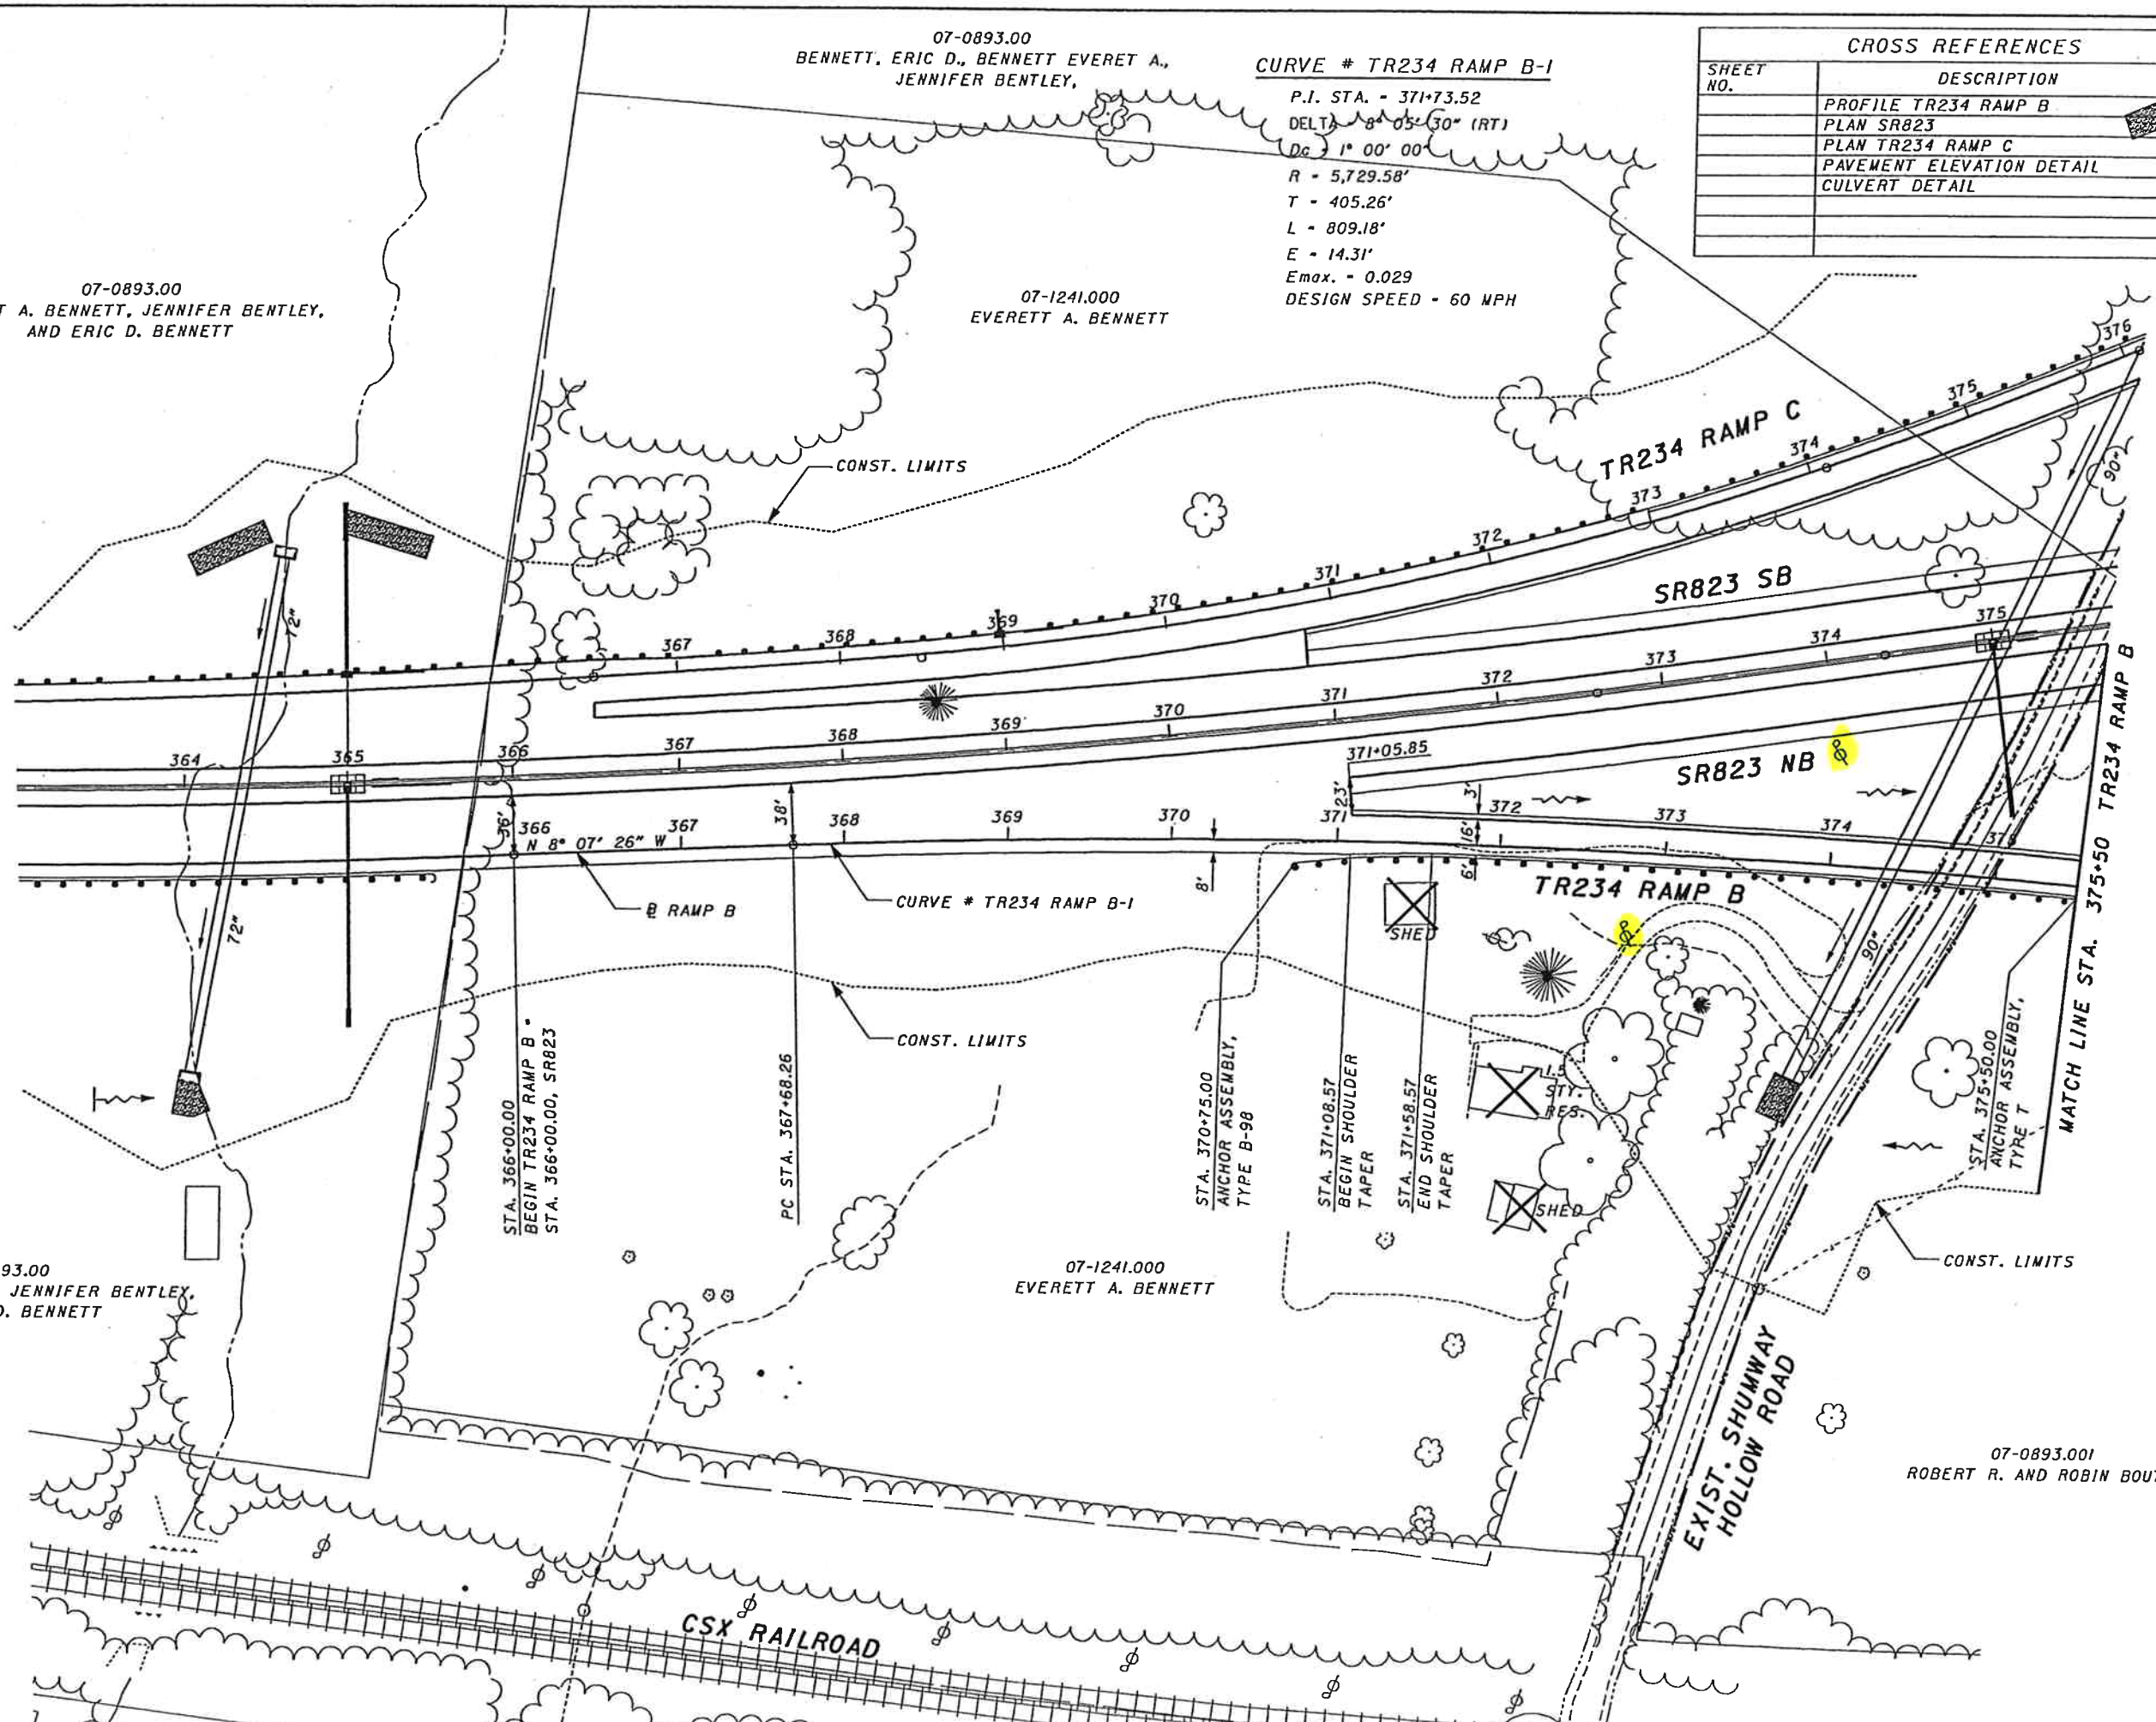 07-0893.00
BENNETT, ERIC D., BENNETT EVERET A.,
JENNIFER BENTLEY,
CURVE # TR234 RAMP B-1
P.I. STA. = 371+73.52
DELTA = 8° 05' 30" (RT)
Dc = 1° 00' 00"
R = 5,729.58'
T = 405.26'
L = 809.18'
E = 14.31'
Emax. = 0.029
DESIGN SPEED = 60 MPH
CROSS REFERENCES
SHEET NO.
DESCRIPTION
PROFILE TR234 RAMP B
PLAN SR823
PLAN TR234 RAMP C
PAVEMENT ELEVATION DETAIL
CULVERT DETAIL
07-0893.00
T A. BENNETT, JENNIFER BENTLEY,
AND ERIC D. BENNETT
07-1241.000
EVERETT A. BENNETT
CONST. LIMITS
TR234 RAMP C
367
368
369
370
371
372
373
374
375
376
72"
90"
SR823 SB
364
365
366
367
368
369
370
371
372
373
374
375
371+05.85
SR823 NB
36'
38'
23'
3'
16'
6'
8'
366
367
368
369
370
371
372
373
374
375
N 8° 07' 26" W
RAMP B
CURVE # TR234 RAMP B-1
TR234 RAMP B
SHED
72"
90"
MATCH LINE STA. 375+50 TR234 RAMP B
CONST. LIMITS
STA. 366+00.00
BEGIN TR234 RAMP B =
STA. 366+00.00, SR823
PC STA. 367+68.26
STA. 370+75.00
ANCHOR ASSEMBLY,
TYPE B-98
STA. 371+08.57
BEGIN SHOULDER
TAPER
STA. 371+58.57
END SHOULDER
TAPER
1.5
STY.
RES.
SHED
STA. 375+50.00
ANCHOR ASSEMBLY,
TYPE T
CONST. LIMITS
93.00
JENNIFER BENTLEY,
D. BENNETT
07-1241.000
EVERETT A. BENNETT
EXIST. SHUMWAY
HOLLOW ROAD
07-0893.001
ROBERT R. AND ROBIN BOU
CSX RAILROAD